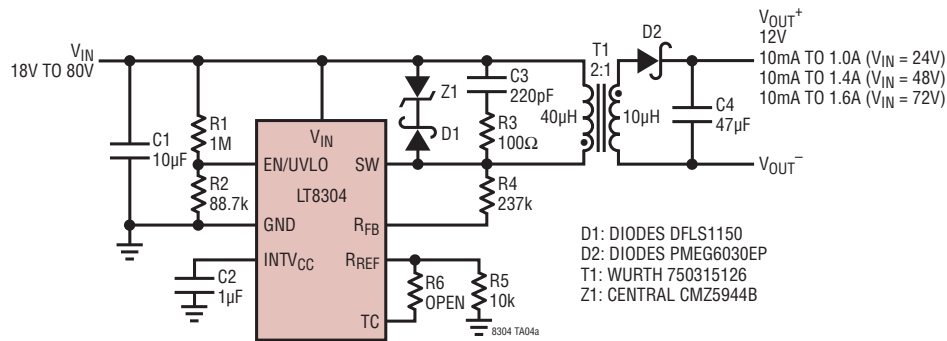 VIN
18V TO 80V
C1
10µF
R1
1M
R2
88.7k
C2
1µF
VIN
EN/UVLO
SW
LT8304
GND
RFB
INTVCC
RREF
TC
Z1
D1
C3
220pF
R3
100Ω
R4
237k
R6
OPEN
R5
10k
8304 TA04a
T1
2:1
40µH
10µH
D2
C4
47µF
VOUT+
12V
10mA TO 1.0A (VIN = 24V)
10mA TO 1.4A (VIN = 48V)
10mA TO 1.6A (VIN = 72V)
VOUT–
D1: DIODES DFLS1150
D2: DIODES PMEG6030EP
T1: WURTH 750315126
Z1: CENTRAL CMZ5944B